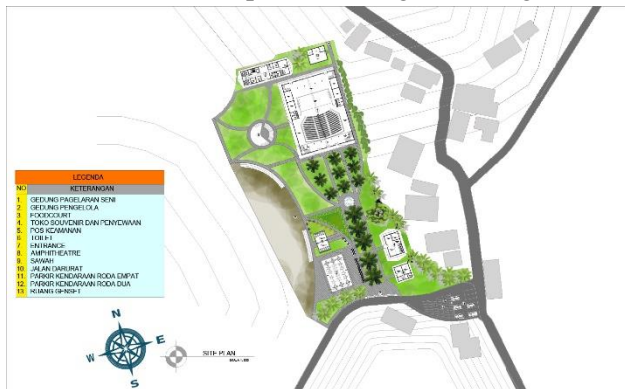 LEGENDA
NO KETERANGAN
1. GEDUNG PAGELARAN SENI
2. GEDUNG PENGELOLA
3. FOODCOURT
4. TOKO SOUVENIR DAN PENYEWAAN
5. POS KEAMANAN
6. TOILET
7. ENTRANCE
8. AMPHITHEATRE
9. SAWAH
10. JALAN DARURAT
11. PARKIR KENDARAAN RODA EMPAT
12. PARKIR KENDARAAN RODA DUA
13. RUANG GENSET
N
W E
S
SITE PLAN